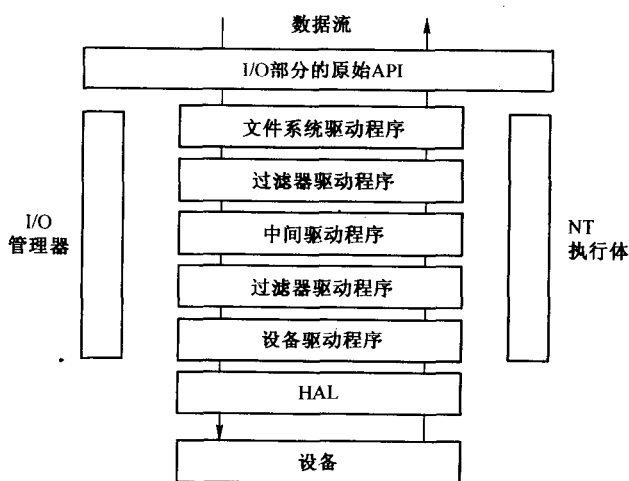 数据流
I/O部分的原始API
文件系统驱动程序
过滤器驱动程序
I/O
管理器
中间驱动程序
NT
执行体
过滤器驱动程序
设备驱动程序
HAL
设备